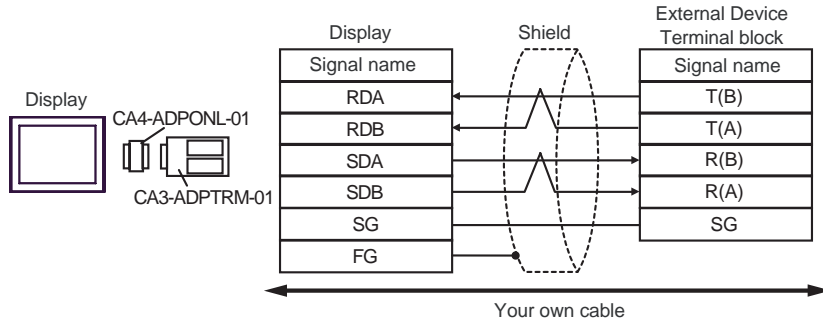 Display
Shield
External Device
Terminal block
Signal name
Signal name
RDA
T(B)
RDB
T(A)
SDA
R(B)
SDB
R(A)
SG
SG
FG
Display
CA4-ADPONL-01
CA3-ADPTRM-01
Your own cable